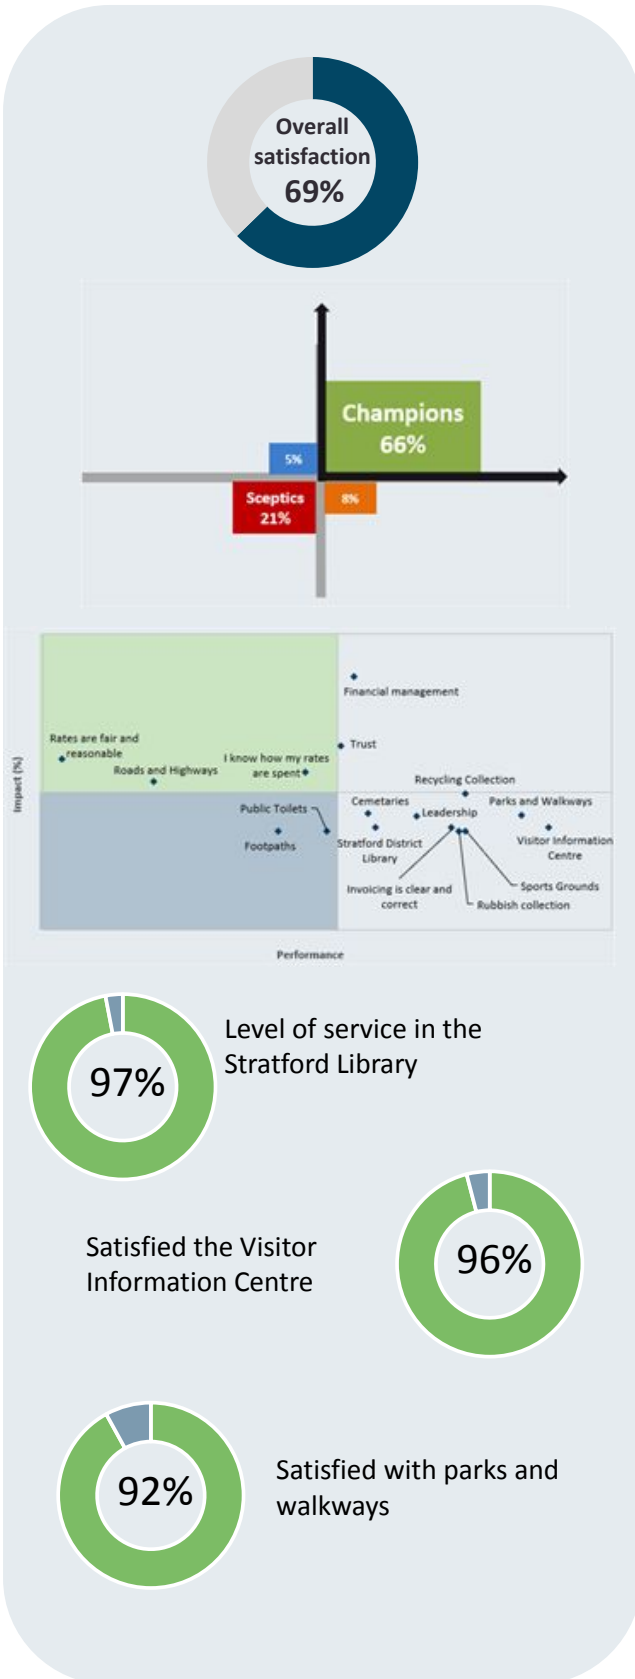 Overall
satisfaction
69%
Champions
66%
5%
Sceptics
21%
8%
Impact (%)
Financial management
Rates are fair and
reasonable
Trust
Roads and Highways
I know how my rates
are spent
Recycling Collection
Public Toilets
Cemetaries
Leadership
Parks and Walkways
Footpaths
Stratford District
Library
Visitor Information
Centre
Invoicing is clear and
correct
Sports Grounds
Rubbish collection
Performance
97%
Level of service in the
Stratford Library
Satisfied the Visitor
Information Centre
96%
92%
Satisfied with parks and
walkways